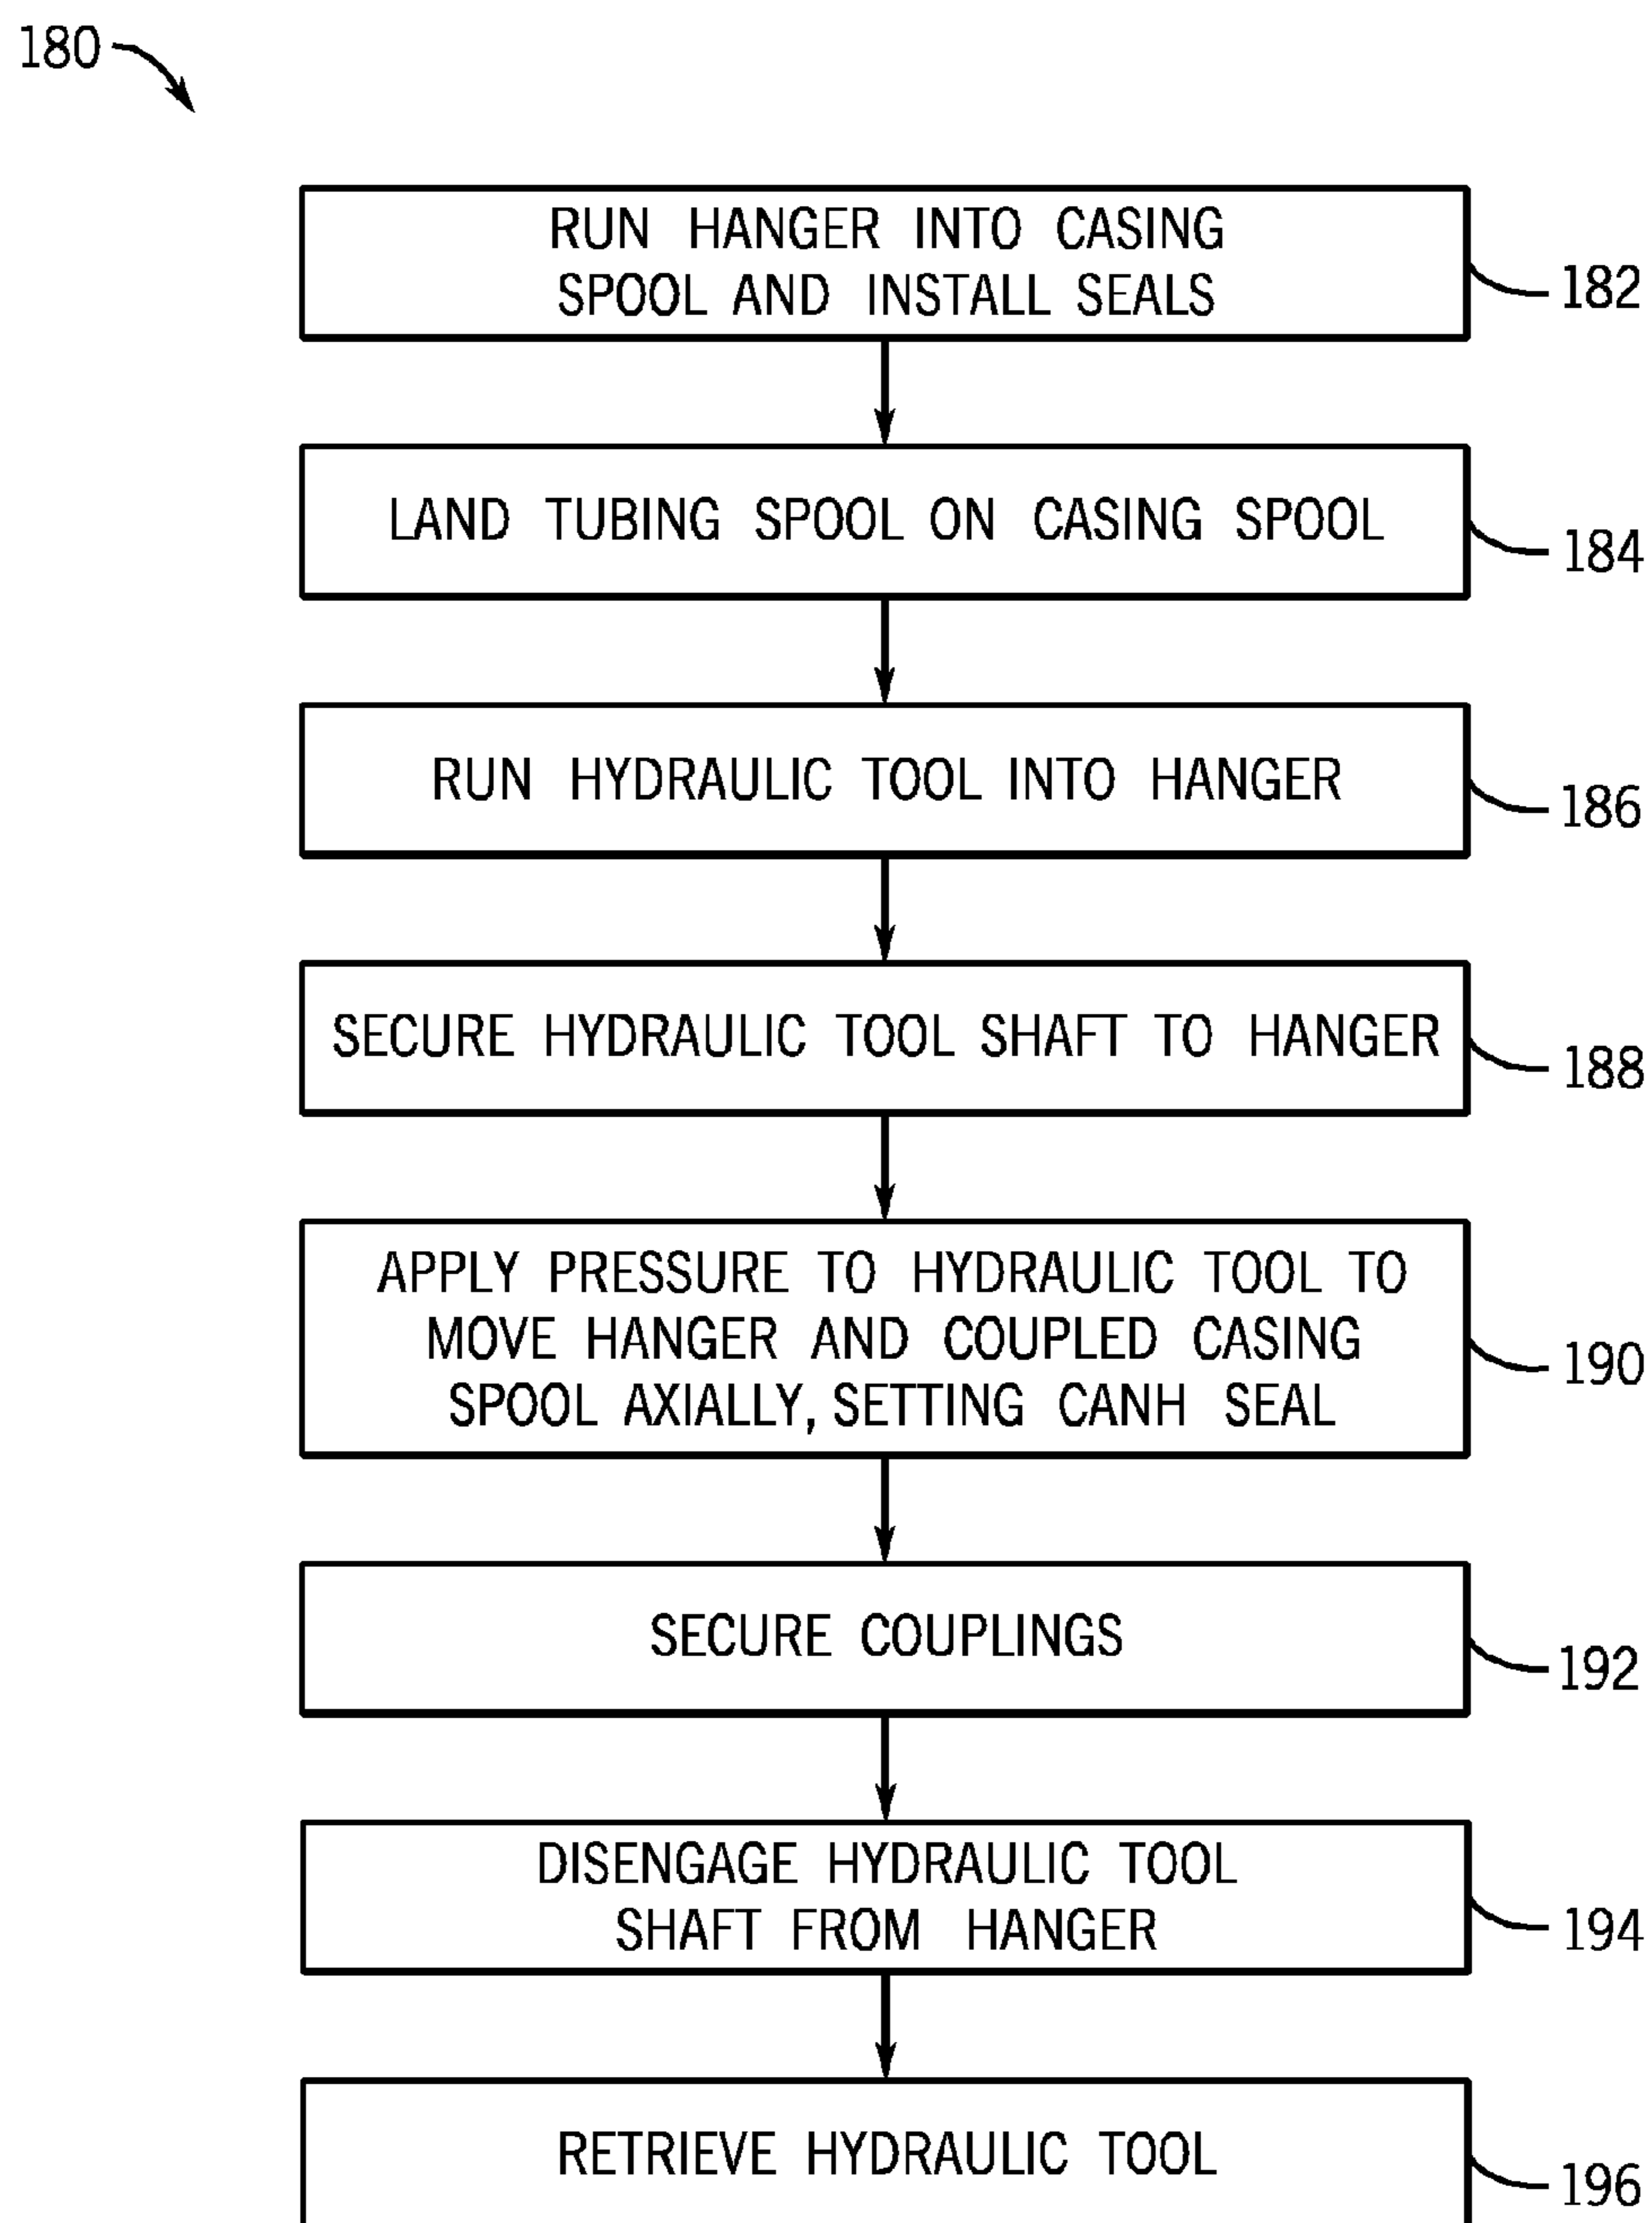 180
RUN HANGER INTO CASING
SPOOL AND INSTALL SEALS
182
LAND TUBING SPOOL ON CASING SPOOL
184
RUN HYDRAULIC TOOL INTO HANGER
186
SECURE HYDRAULIC TOOL SHAFT TO HANGER
188
APPLY PRESSURE TO HYDRAULIC TOOL TO
MOVE HANGER AND COUPLED CASING
SPOOL AXIALLY, SETTING CANH SEAL
190
SECURE COUPLINGS
192
DISENGAGE HYDRAULIC TOOL
SHAFT FROM HANGER
194
RETRIEVE HYDRAULIC TOOL
196